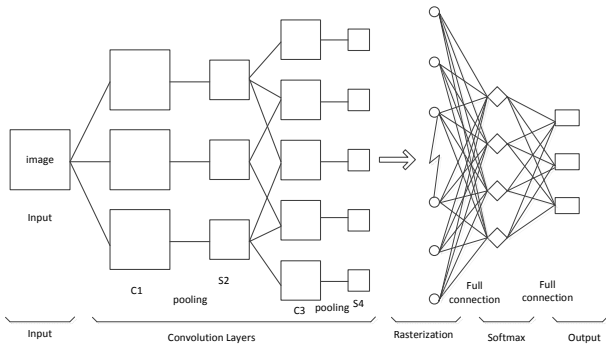 image
Input
C1
pooling
S2
C3
pooling
S4
Full
connection
Full
connection
Input
Convolution Layers
Rasterization
Softmax
Output